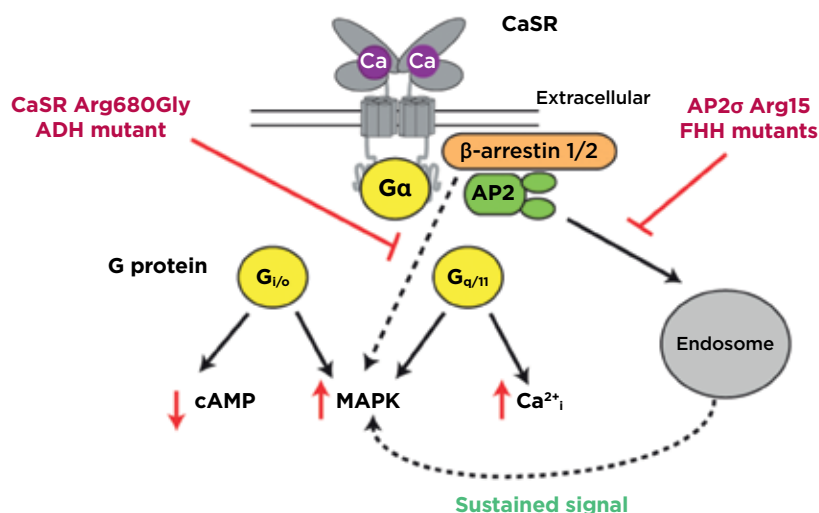 CaSR
Ca Ca
Extracellular
CaSR Arg680Gly
ADH mutant
AP2σ Arg15
FHH mutants
β-arrestin 1/2
Gα
AP2
G protein
Gi/o
Gq/11
Endosome
cAMP
MAPK
Ca²⁺i
Sustained signal